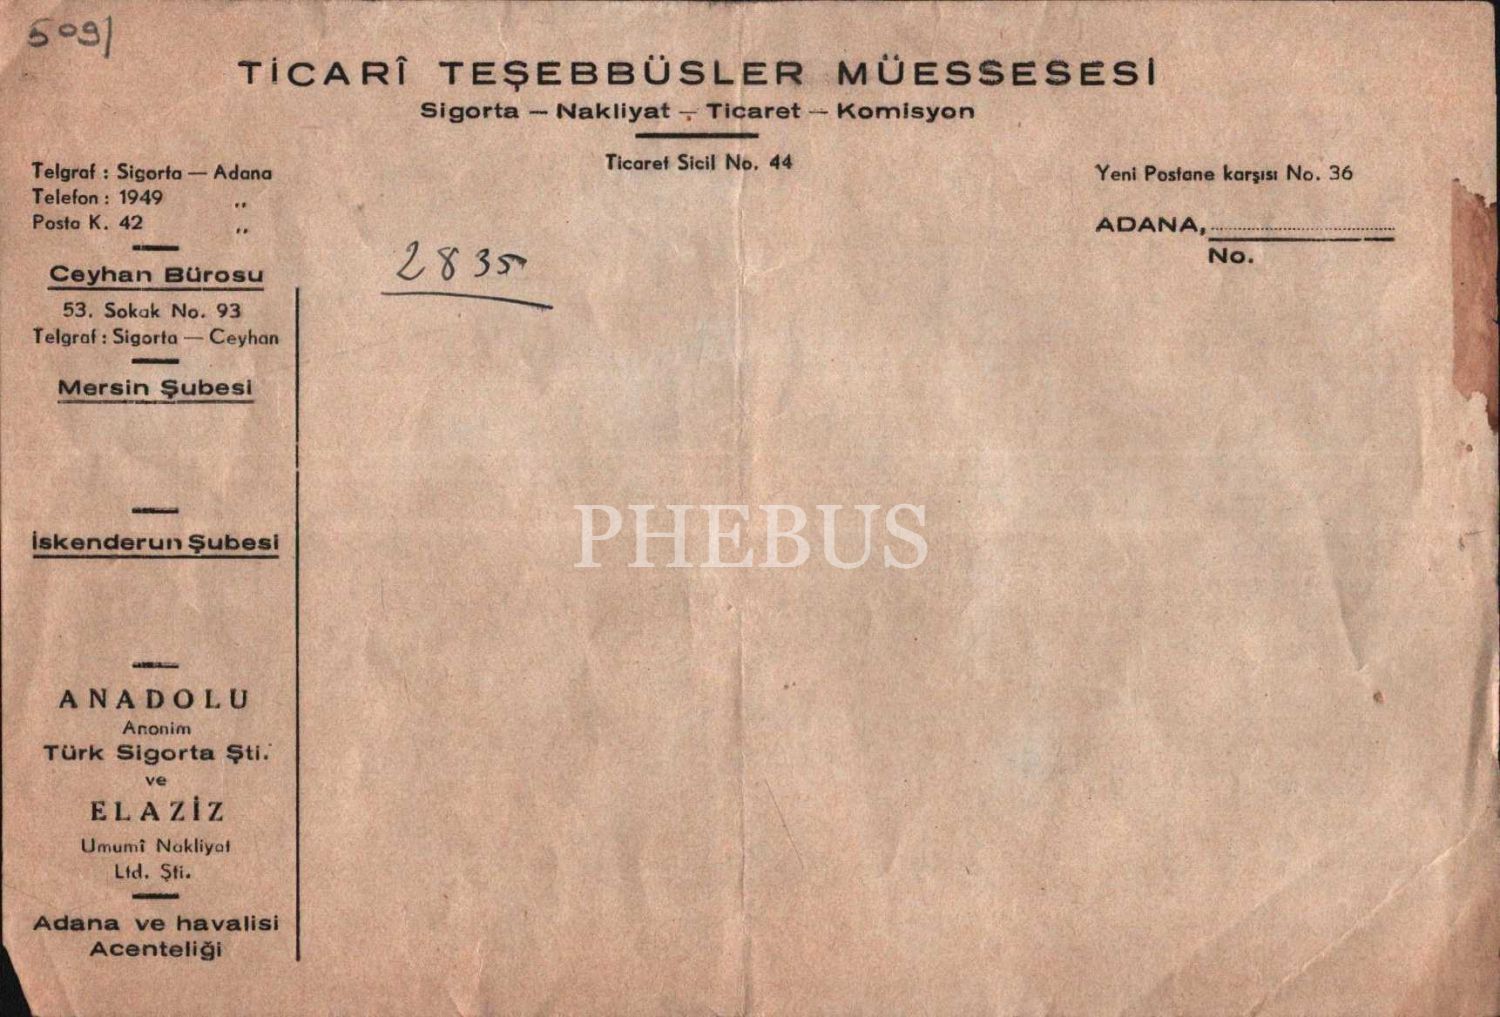 5091
TİCARÎ TEŞEBBÜSLER MÜESSESESİ
Sigorta — Nakliyat — Ticaret — Komisyon
Ticaret Sicil No. 44
Telgraf : Sigorta — Adana
Telefon : 1949 „
Posta K. 42 „
Yeni Postane karşısı No. 36
ADANA, ..............................
No.
2835
Ceyhan Bürosu
53. Sokak No. 93
Telgraf : Sigorta — Ceyhan
Mersin Şubesi
İskenderun Şubesi
PHEBUS
ANADOLU
Anonim
Türk Sigorta Şti.
ve
ELAZİZ
Umumî Nakliyat
Ltd. Şti.
Adana ve havalisi
Acenteliği